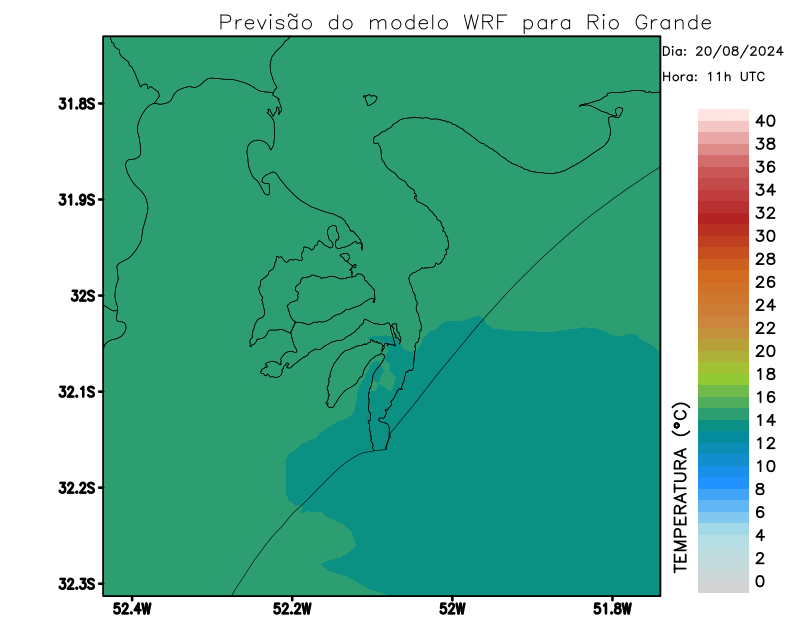 Previsão do modelo WRF para Rio Grande
Dia: 20/08/2024
Hora: 11h UTC
31.8S
31.9S
32S
32.1S
32.2S
32.3S
52.4W
52.2W
52W
51.8W
TEMPERATURA (°C)
40
38
36
34
32
30
28
26
24
22
20
18
16
14
12
10
8
6
4
2
0